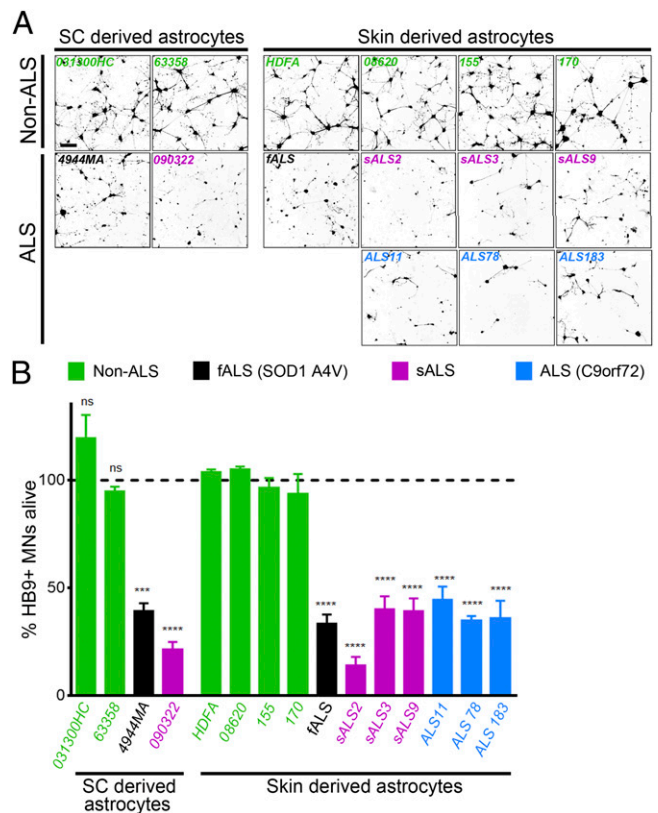 A
SC derived astrocytes
Skin derived astrocytes
Non-ALS
031300HC
63358
HDFA
08620
155
170
ALS
4944MA
090322
fALS
sALS2
sALS3
sALS9
ALS11
ALS78
ALS183
B
Non-ALS
fALS (SOD1 A4V)
sALS
ALS (C9orf72)
% HB9+ MNs alive
100
50
0
ns
ns
***
****
****
****
****
****
****
****
****
031300HC
63358
4944MA
090322
HDFA
08620
155
170
fALS
sALS2
sALS3
sALS9
ALS11
ALS 78
ALS 183
SC derived
astrocytes
Skin derived astrocytes